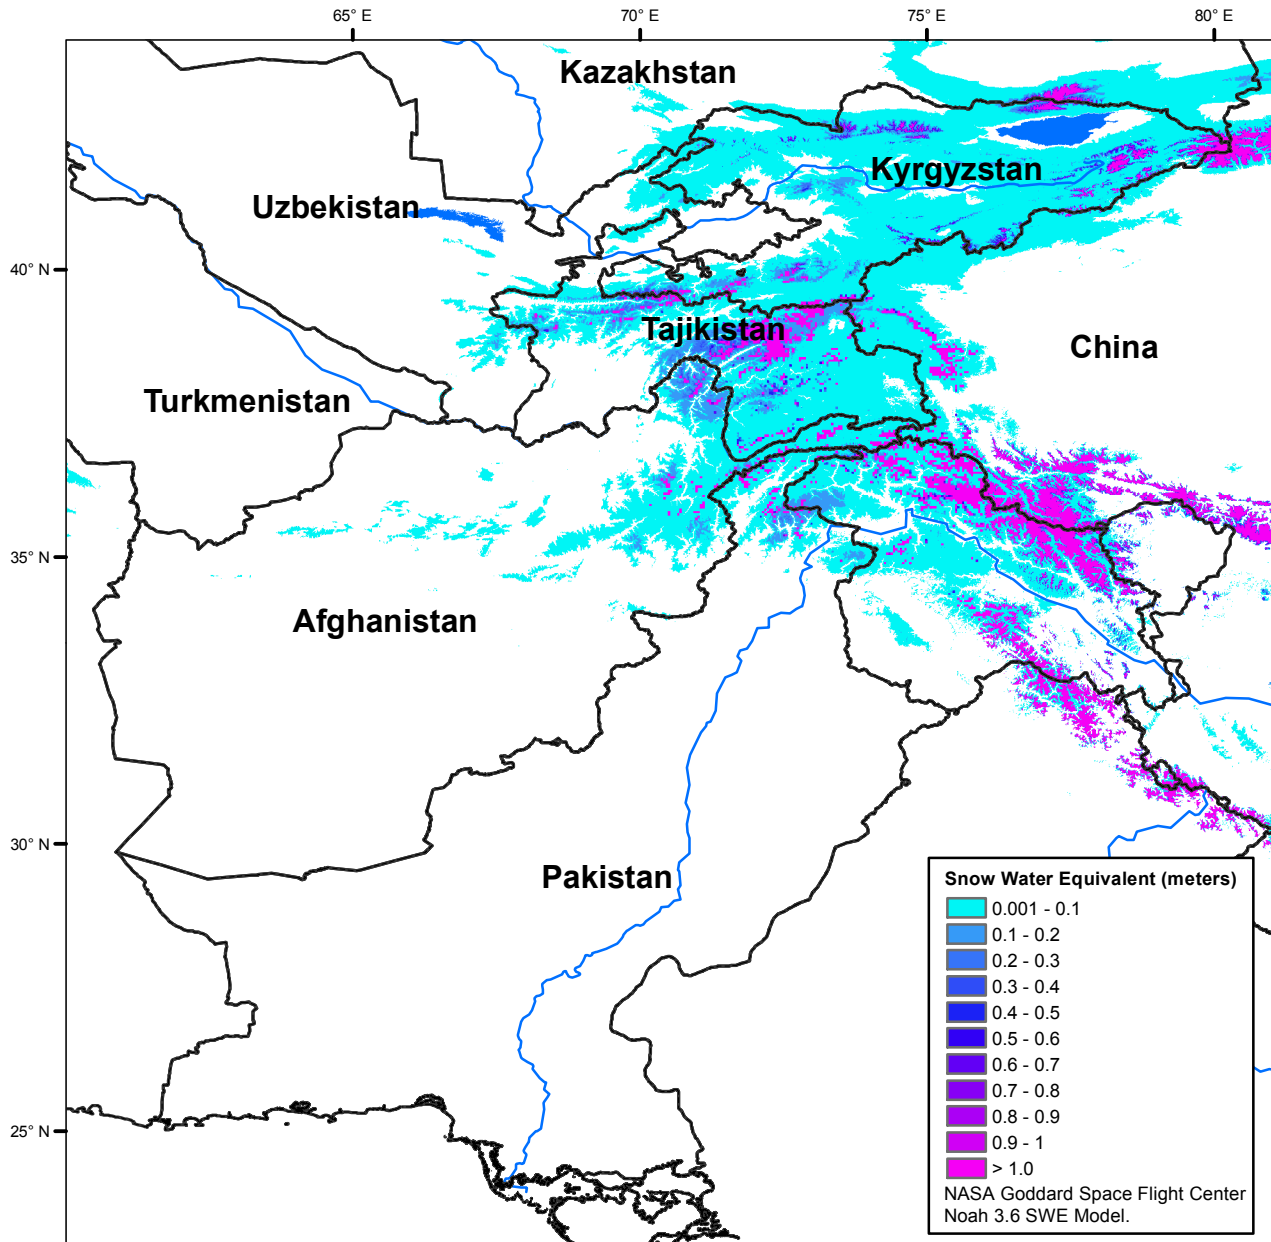 65° E
70° E
75° E
80° E
Kazakhstan
Kyrgyzstan
Uzbekistan
40° N
Tajikistan
China
Turkmenistan
35° N
Afghanistan
30° N
Pakistan
25° N
Snow Water Equivalent (meters)
0.001 - 0.1
0.1 - 0.2
0.2 - 0.3
0.3 - 0.4
0.4 - 0.5
0.5 - 0.6
0.6 - 0.7
0.7 - 0.8
0.8 - 0.9
0.9 - 1
> 1.0
NASA Goddard Space Flight Center
Noah 3.6 SWE Model.